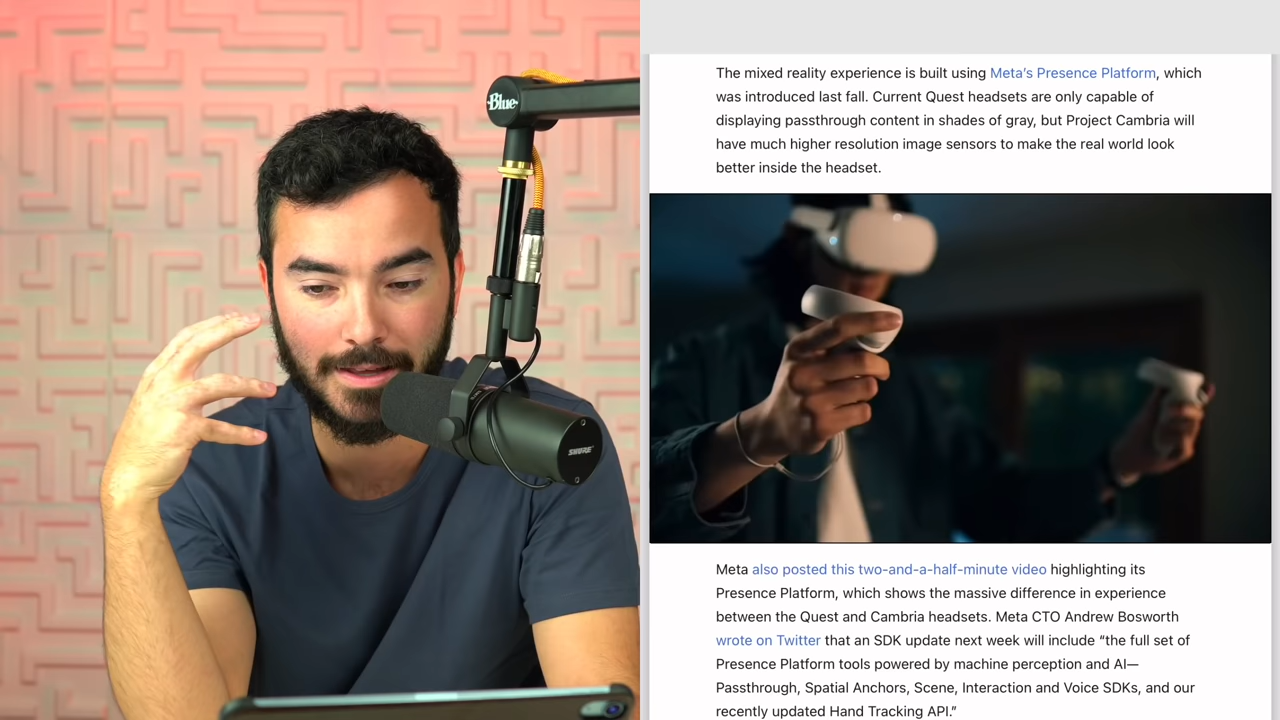 Blue
SHURE
The mixed reality experience is built using Meta’s Presence Platform, which
was introduced last fall. Current Quest headsets are only capable of
displaying passthrough content in shades of gray, but Project Cambria will
have much higher resolution image sensors to make the real world look
better inside the headset.
Meta also posted this two-and-a-half-minute video highlighting its
Presence Platform, which shows the massive difference in experience
between the Quest and Cambria headsets. Meta CTO Andrew Bosworth
wrote on Twitter that an SDK update next week will include “the full set of
Presence Platform tools powered by machine perception and AI—
Passthrough, Spatial Anchors, Scene, Interaction and Voice SDKs, and our
recently updated Hand Tracking API.”